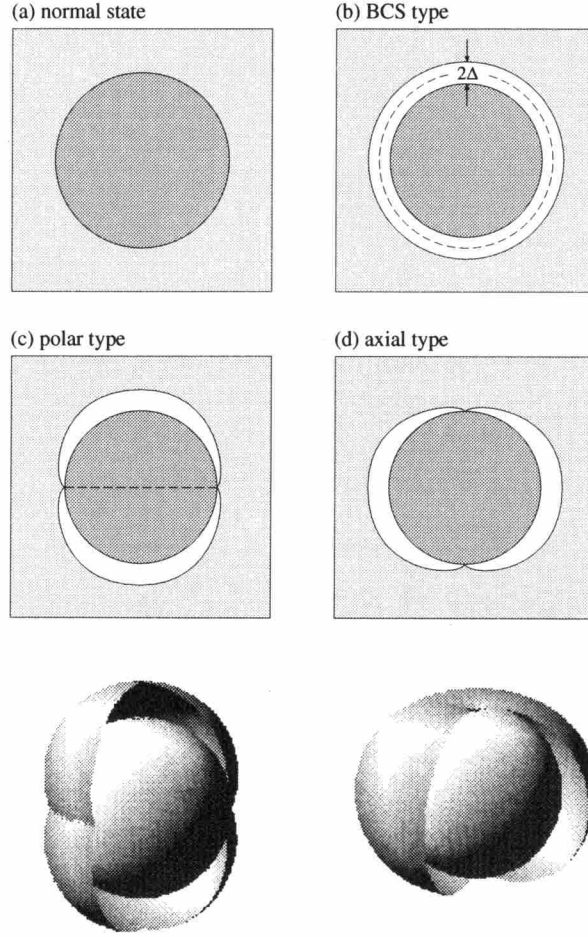 (a) normal state
(b) BCS type
2Δ
(c) polar type
(d) axial type